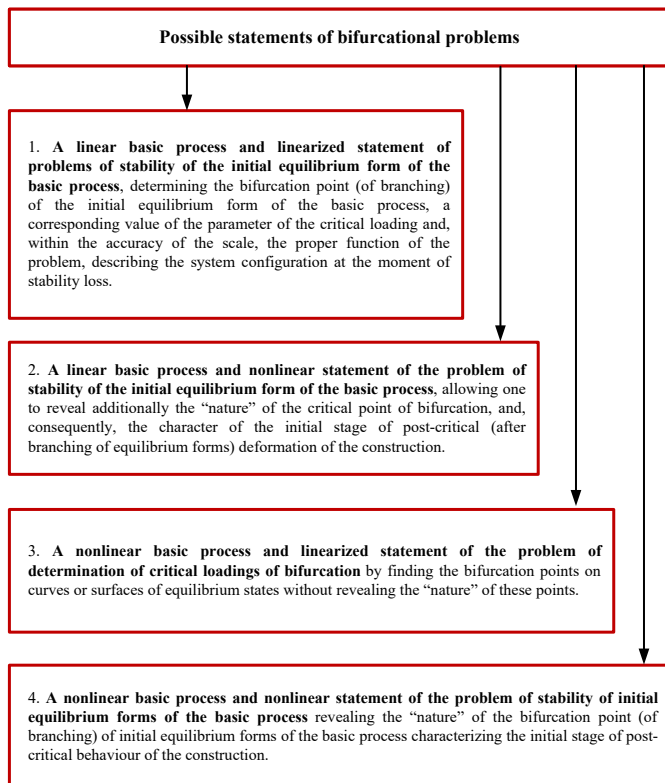 Possible statements of bifurcational problems
1. A linear basic process and linearized statement of
problems of stability of the initial equilibrium form of the
basic process, determining the bifurcation point (of branching)
of the initial equilibrium form of the basic process, a
corresponding value of the parameter of the critical loading and,
within the accuracy of the scale, the proper function of the
problem, describing the system configuration at the moment of
stability loss.
2. A linear basic process and nonlinear statement of the problem of
stability of the initial equilibrium form of the basic process, allowing one
to reveal additionally the “nature” of the critical point of bifurcation, and,
consequently, the character of the initial stage of post-critical (after
branching of equilibrium forms) deformation of the construction.
3. A nonlinear basic process and linearized statement of the problem of
determination of critical loadings of bifurcation by finding the bifurcation points on
curves or surfaces of equilibrium states without revealing the “nature” of these points.
4. A nonlinear basic process and nonlinear statement of the problem of stability of initial
equilibrium forms of the basic process revealing the “nature” of the bifurcation point (of
branching) of initial equilibrium forms of the basic process characterizing the initial stage of post-
critical behaviour of the construction.